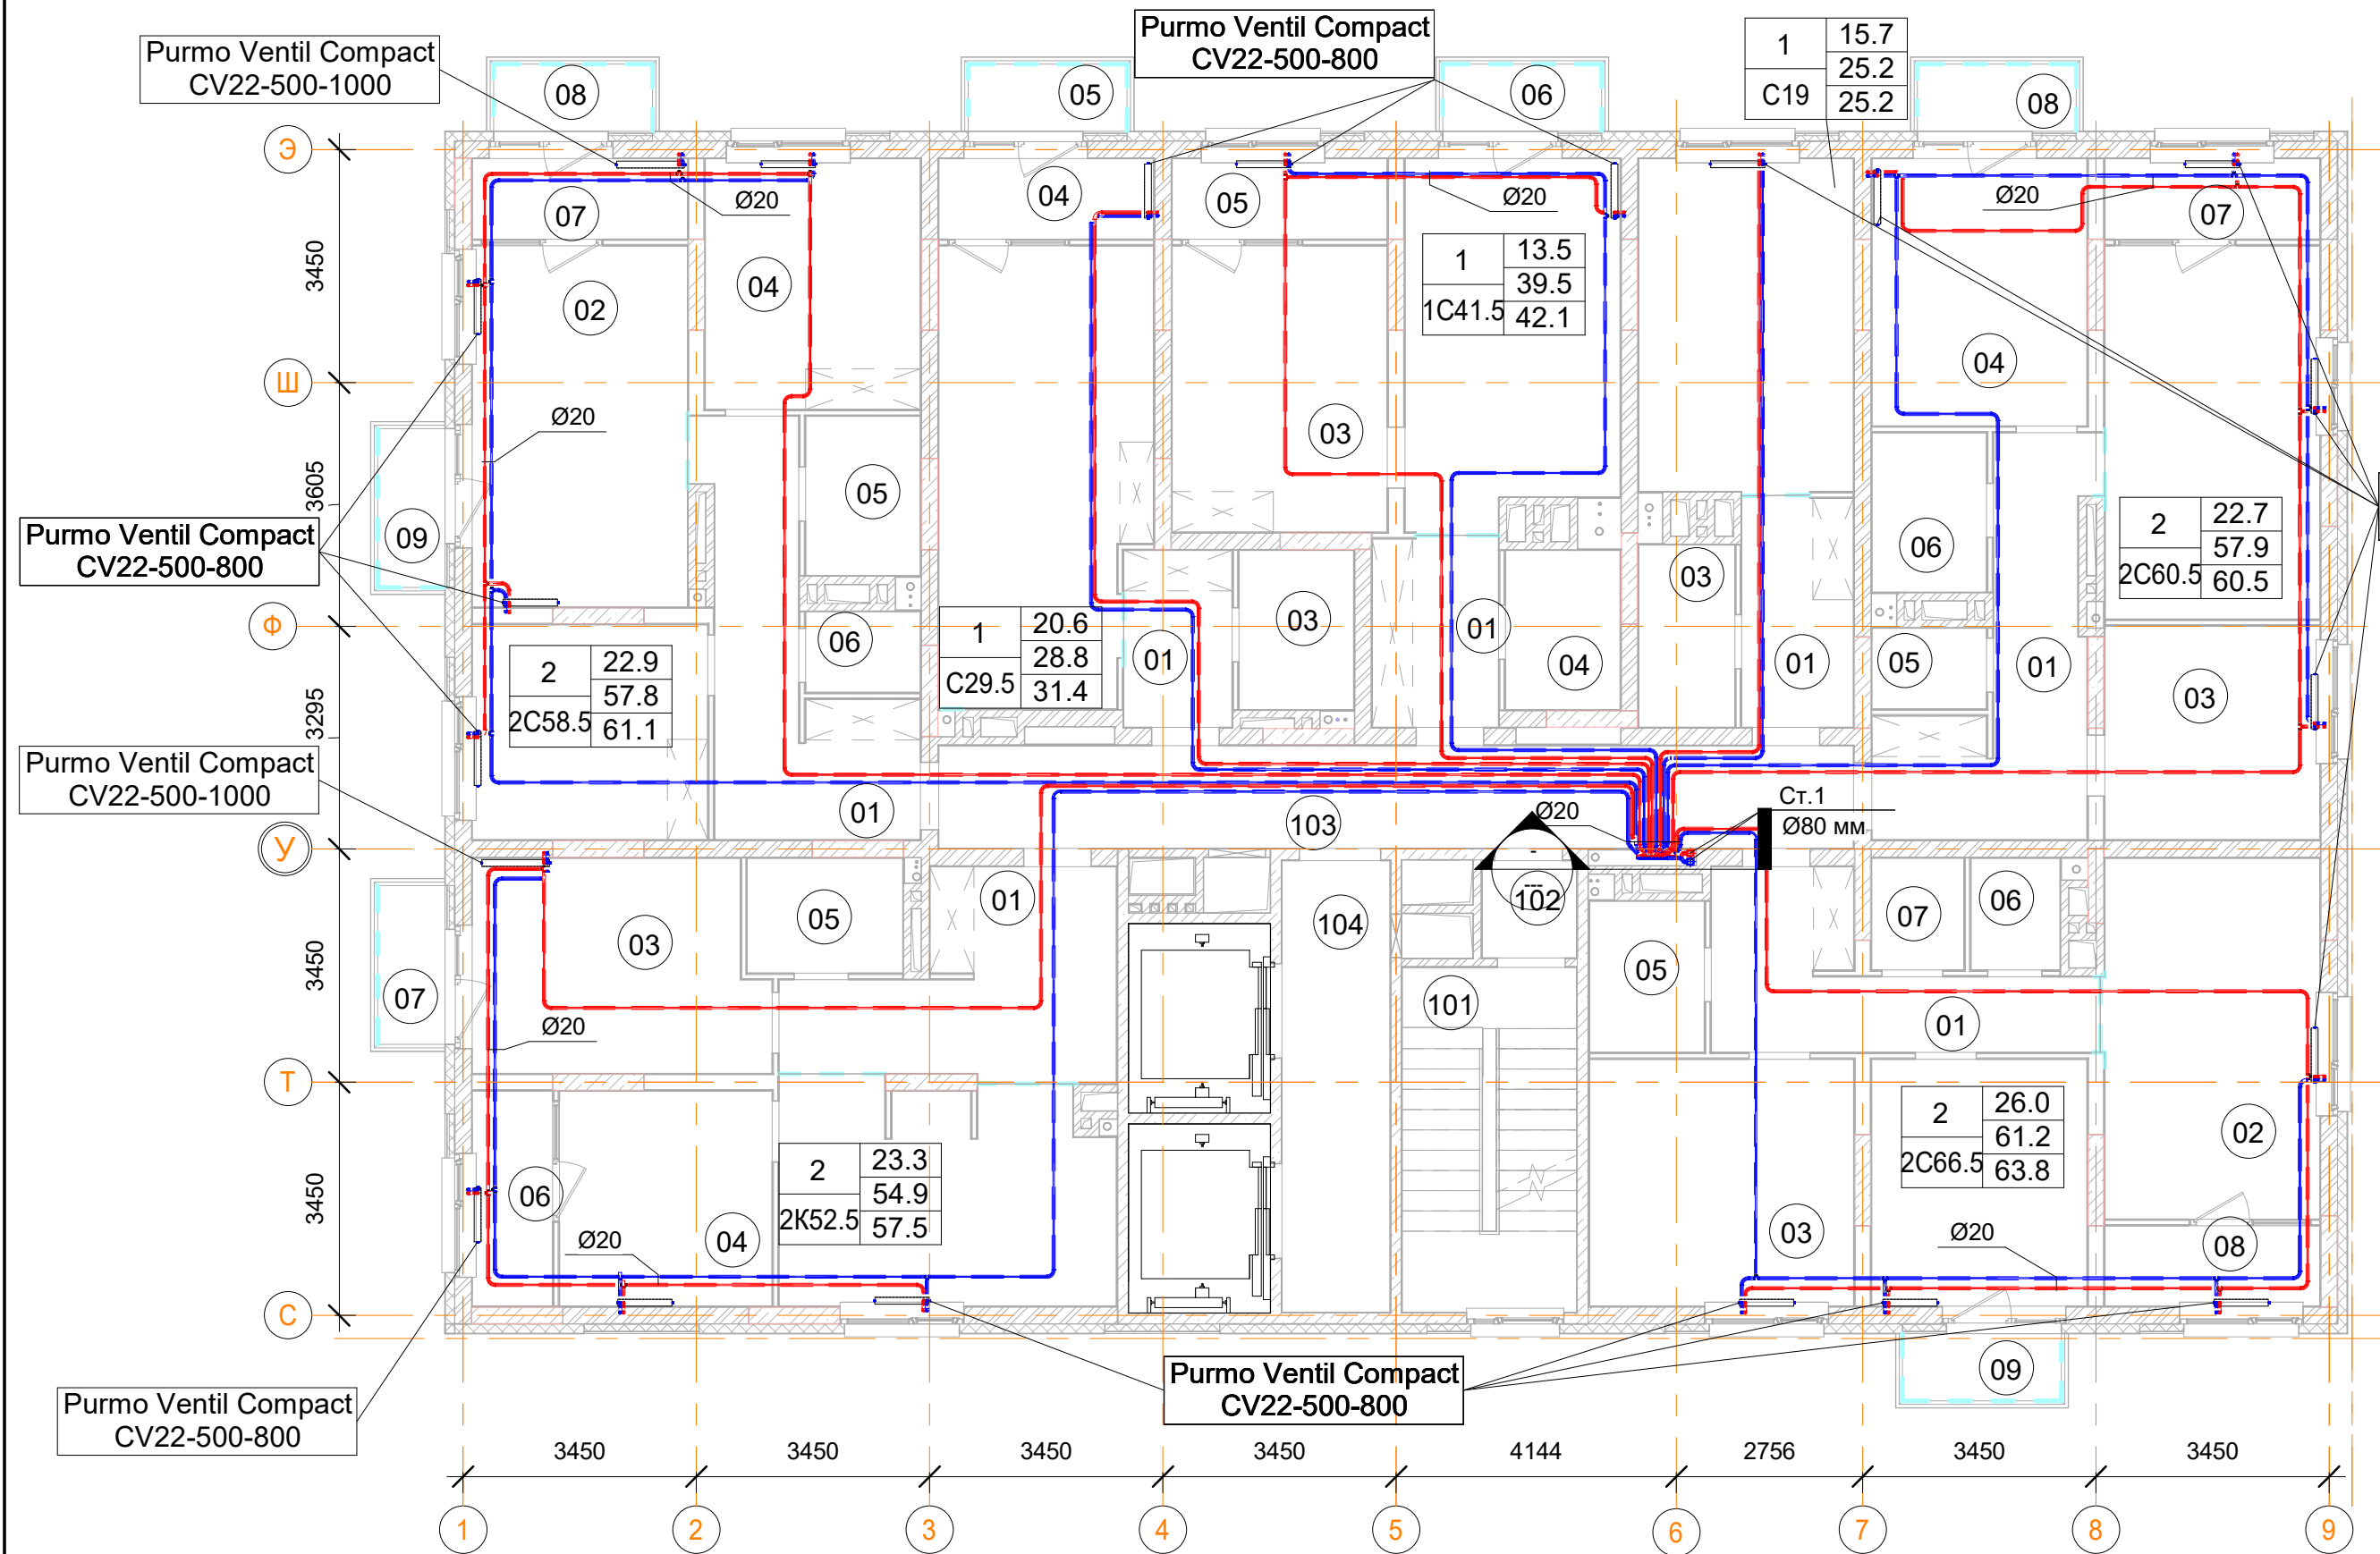 Purmo Ventil Compact
CV22-500-800
1
15.7
25.2
C19
25.2
Purmo Ventil Compact
CV22-500-1000
08
05
06
08
Э
Ø20
Ø20
Ø20
07
04
05
07
3450
02
04
1
13.5
39.5
1C41.5
42.1
04
Ш
Ø20
03
3605
05
06
2
22.7
57.9
2C60.5
60.5
Purmo Ventil Compact
CV22-500-800
09
03
Ф
06
1
20.6
28.8
C29.5
31.4
01
03
01
04
01
05
01
03
2
22.9
57.8
2C58.5
61.1
3295
Purmo Ventil Compact
CV22-500-1000
01
103
Ø20
Ст.1
Ø80 мм
У
-
---
102
01
05
03
104
05
07
06
3450
07
Ø20
101
01
Т
2
26.0
61.2
2C66.5
63.8
02
2
23.3
54.9
2К52.5
57.5
3450
06
04
Ø20
03
Ø20
08
С
Purmo Ventil Compact
CV22-500-800
09
Purmo Ventil Compact
CV22-500-800
3450
3450
3450
3450
4144
2756
3450
3450
1
2
3
4
5
6
7
8
9